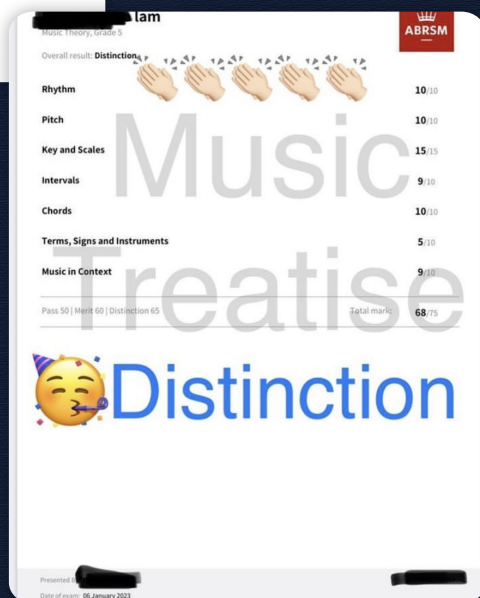 lam
ABRSM
Music Theory, Grade 5
Overall result: Distinction
Rhythm 10/10
Pitch 10/10
Key and Scales 15/15
Intervals 9/10
Chords 10/10
Terms, Signs and Instruments 5/10
Music in Context 9/10
Pass 50 | Merit 60 | Distinction 65 Total mark: 68/75
Music
Treatise
Distinction
Presented
Date of exam: 06 January 2023